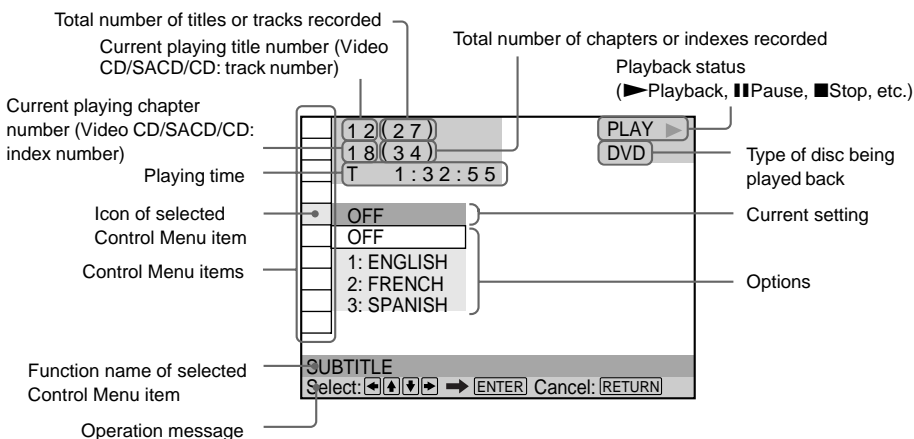 Total number of titles or tracks recorded
Current playing title number (Video
CD/SACD/CD: track number)
Total number of chapters or indexes recorded
Playback status
(►Playback, ❚❚Pause, ■Stop, etc.)
Current playing chapter
number (Video CD/SACD/CD:
index number)
Playing time
Icon of selected
Control Menu item
Control Menu items
Function name of selected
Control Menu item
Operation message
12(27)
18(34)
T 1:32:55
PLAY ►
DVD
OFF
OFF
1: ENGLISH
2: FRENCH
3: SPANISH
SUBTITLE
Select: ← ↑ ↓ → ➡ ENTER Cancel: RETURN
Type of disc being
played back
Current setting
Options